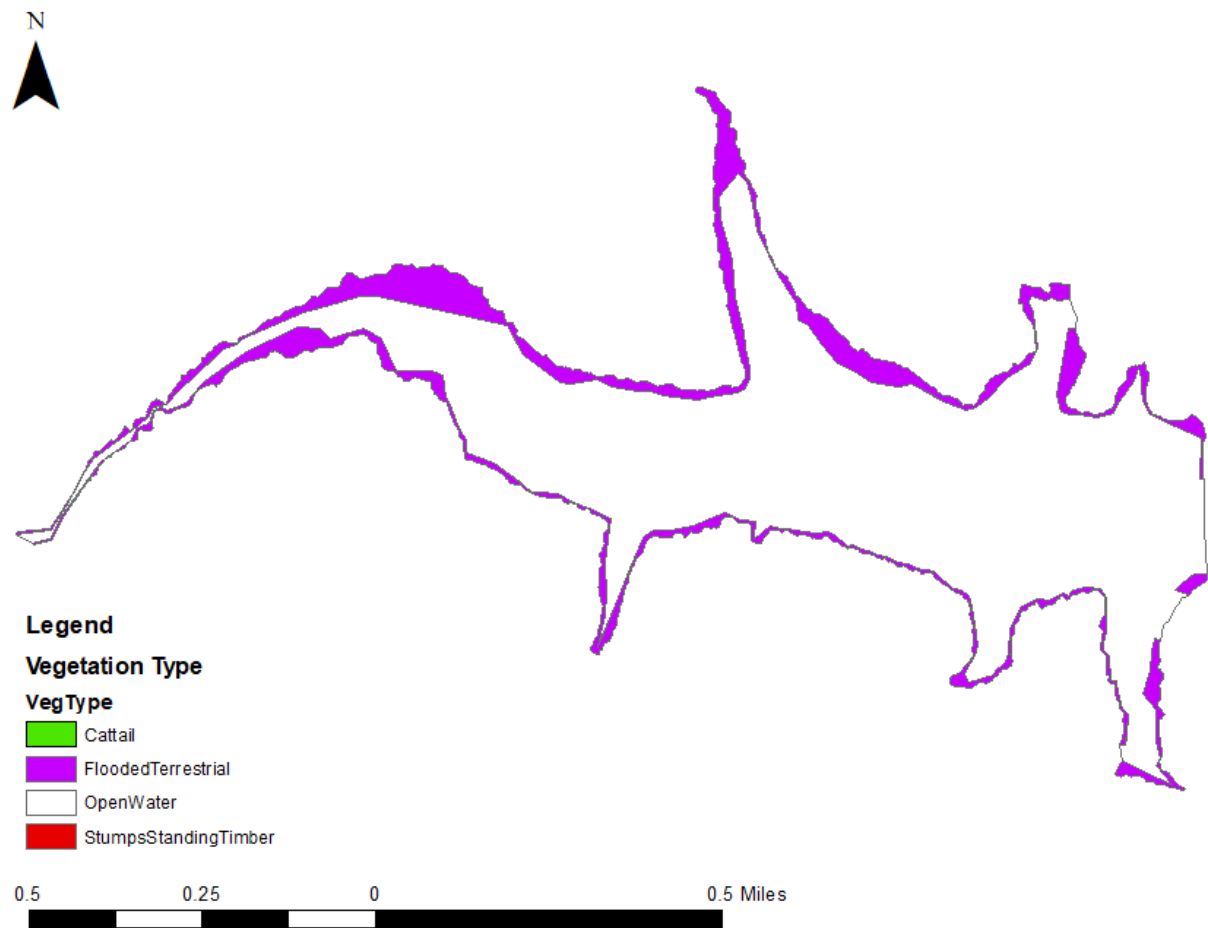 N
Legend
Vegetation Type
VegType
Cattail
FloodedTerrestrial
OpenWater
StumpsStandingTimber
0.5 0.25 0 0.5 Miles